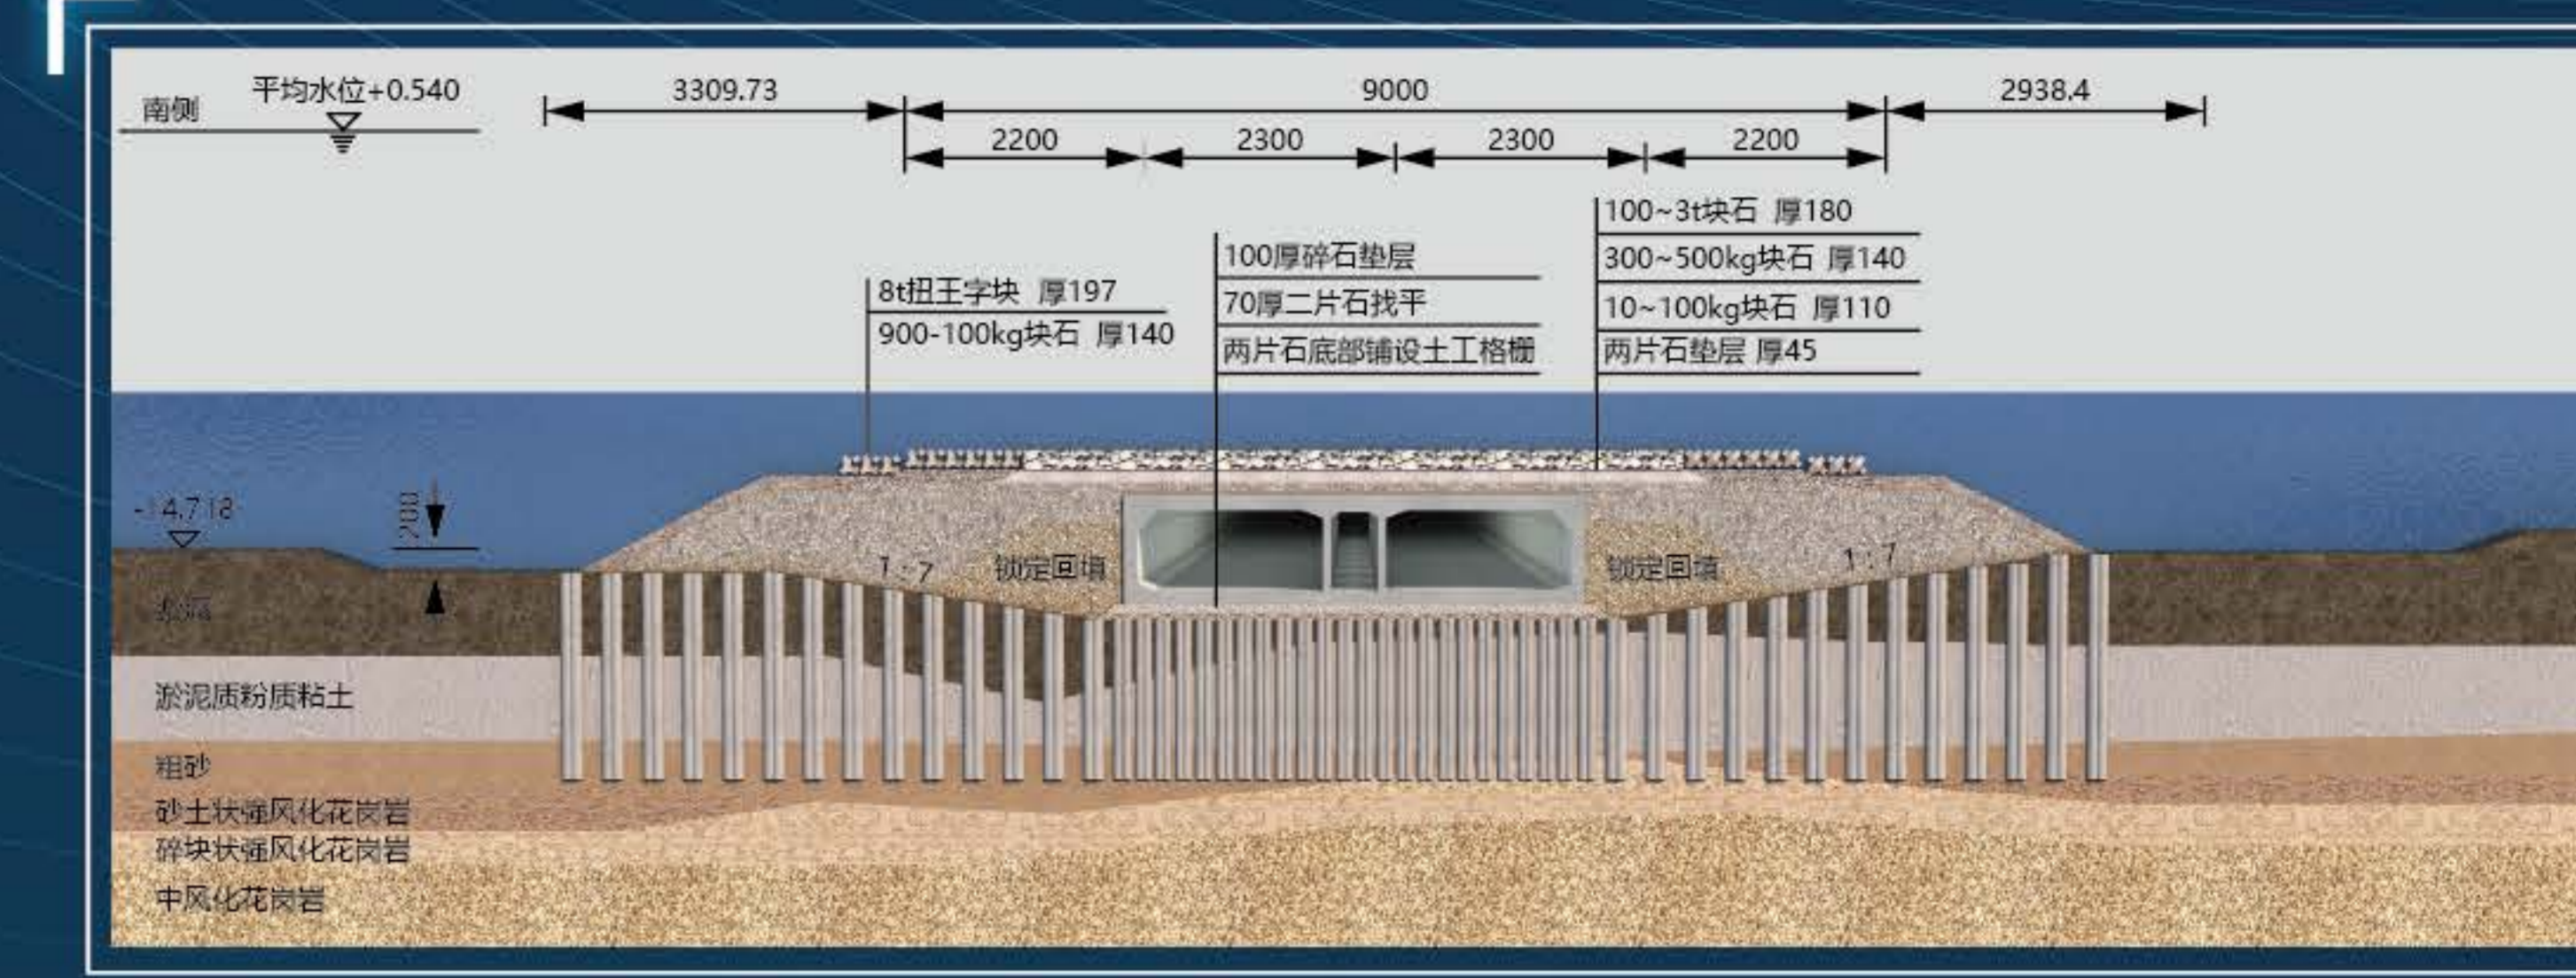 南侧
平均水位+0.540
3309.73
9000
2938.4
2200
2300
2300
2200
8t扭王字块 厚197
900-100kg块石 厚140
100厚碎石垫层
70厚二片石找平
两片石底部铺设土工格栅
100~3t块石 厚180
300~500kg块石 厚140
10~100kg块石 厚110
两片石垫层 厚45
-14.718
200
1:7
锁定回填
锁定回填
1:7
淤泥质粉质粘土
粗砂
砂土状强风化花岗岩
碎块状强风化花岗岩
中风化花岗岩